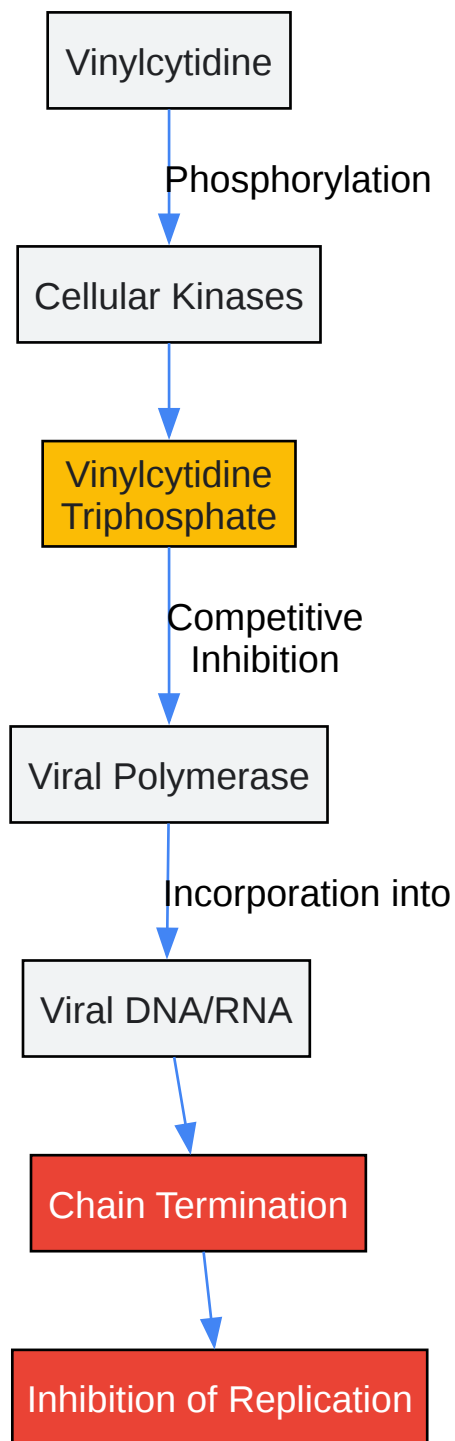 Vinylcytidine
Phosphorylation
Cellular Kinases
Vinylcytidine
Triphosphate
Competitive
Inhibition
Viral Polymerase
Incorporation into
Viral DNA/RNA
Chain Termination
Inhibition of Replication